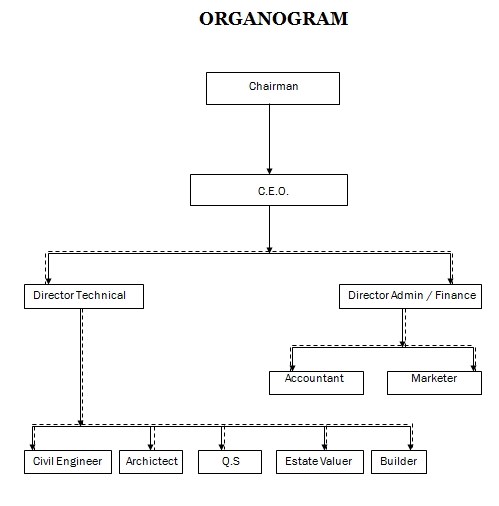 ORGANOGRAM
Chairman
C.E.O.
Director Technical
Director Admin / Finance
Accountant
Marketer
Civil Engineer
Archictect
Q.S
Estate Valuer
Builder